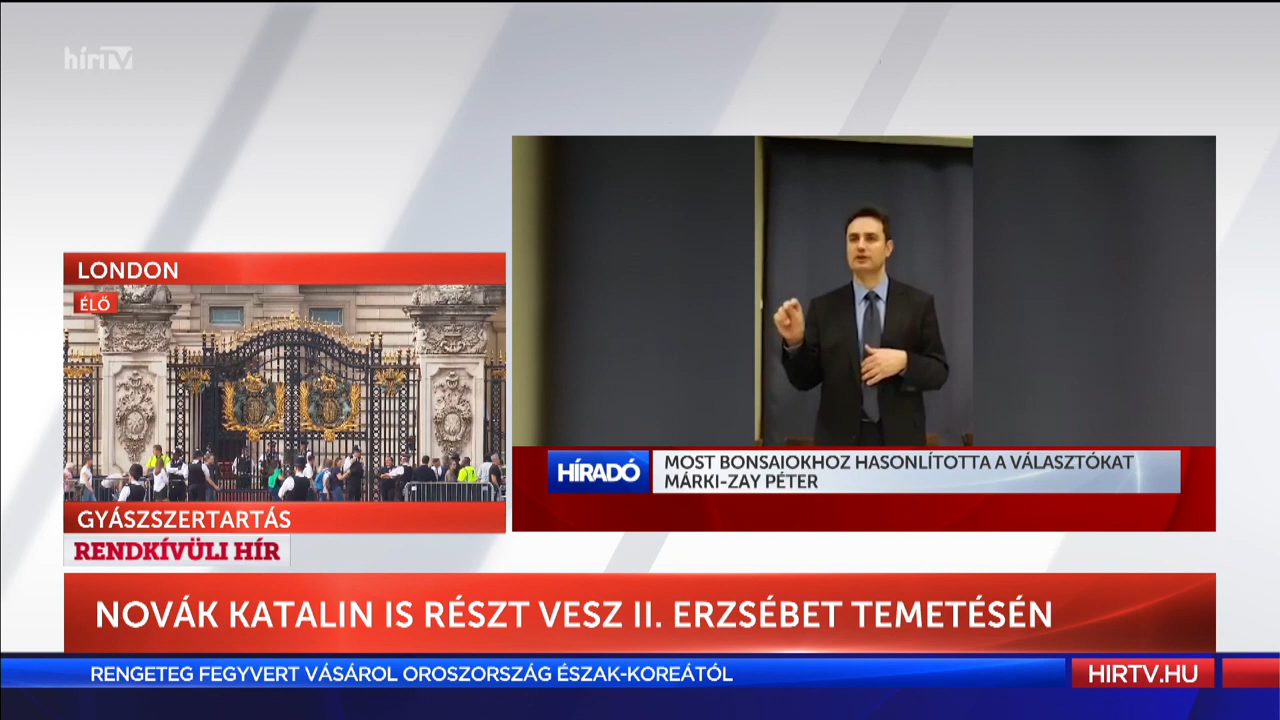 hírTV
LONDON
ÉLŐ
GYÁSZSZERTARTÁS
RENDKÍVÜLI HÍR
HÍRADÓ
MOST BONSAIOKHOZ HASONLÍTOTTA A VÁLASZTÓKAT
MÁRKI-ZAY PÉTER
NOVÁK KATALIN IS RÉSZT VESZ II. ERZSÉBET TEMETÉSÉN
RENGETEG FEGYVERT VÁSÁROL OROSZORSZÁG ÉSZAK-KOREÁTÓL
HIRTV.HU